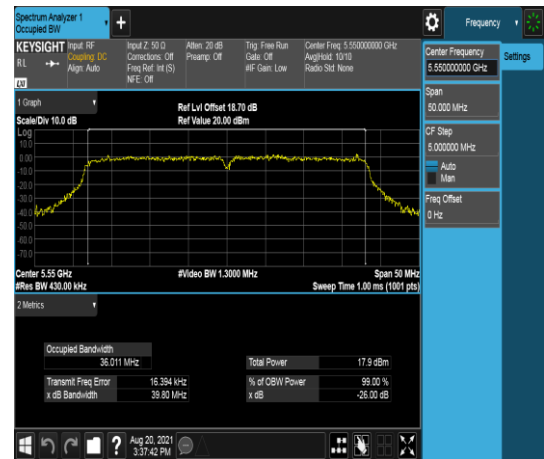 Spectrum Analyzer 1
Occupied BW
Frequency
KEYSIGHT
RL
LXI
Input: RF
Coupling: DC
Align: Auto
Input Z: 50 Ω
Corrections: Off
Freq Ref: Int (S)
NFE: Off
Atten: 20 dB
Preamp: Off
Trig: Free Run
Gate: Off
#IF Gain: Low
Center Freq: 5.550000000 GHz
Avg|Hold: 10/10
Radio Std: None
Center Frequency
5.550000000 GHz
Settings
Span
50.000 MHz
CF Step
5.000000 MHz
Auto
Man
Freq Offset
0 Hz
1 Graph
Scale/Div 10.0 dB
Ref Lvl Offset 18.70 dB
Ref Value 20.00 dBm
Log
10.0
0.00
-10.0
-20.0
-30.0
-40.0
-50.0
-60.0
-70.0
Center 5.55 GHz
#Res BW 430.00 kHz
#Video BW 1.3000 MHz
Span 50 MHz
Sweep Time 1.00 ms (1001 pts)
2 Metrics
Occupied Bandwidth
36.011 MHz
Total Power 17.9 dBm
Transmit Freq Error 16.394 kHz
% of OBW Power 99.00 %
x dB Bandwidth 39.80 MHz
x dB -26.00 dB
?
Aug 20, 2021
3:37:42 PM